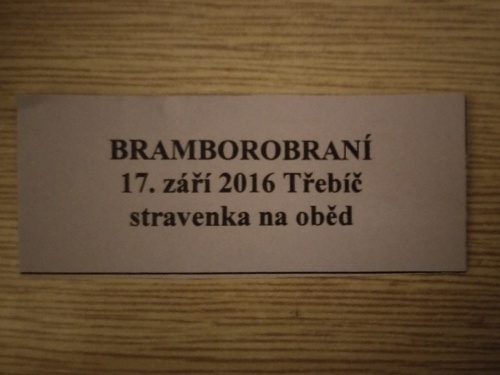 BRAMBOROBRANÍ
17. září 2016 Třebíč
stravenka na oběd